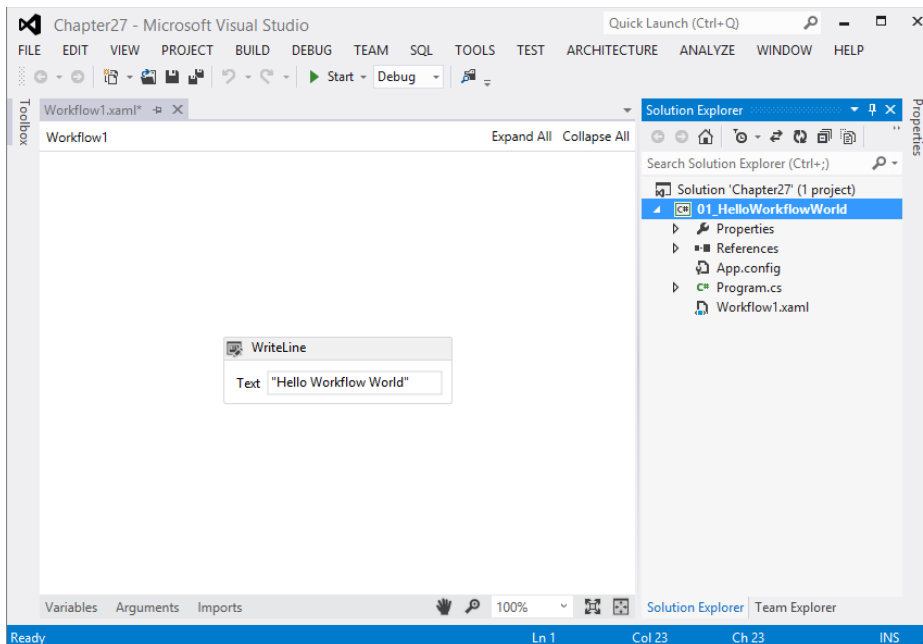 Chapter27 - Microsoft Visual Studio
Quick Launch (Ctrl+Q)
FILE EDIT VIEW PROJECT BUILD DEBUG TEAM SQL TOOLS TEST ARCHITECTURE ANALYZE WINDOW HELP
Start Debug
Toolbox
Workflow1.xaml*
Workflow1
Expand All Collapse All
WriteLine
Text "Hello Workflow World"
Variables Arguments Imports
100%
Solution Explorer
Search Solution Explorer (Ctrl+;)
Solution 'Chapter27' (1 project)
C# 01_HelloWorkflowWorld
Properties
References
App.config
C# Program.cs
Workflow1.xaml
Solution Explorer Team Explorer
Properties
Ready Ln 1 Col 23 Ch 23 INS